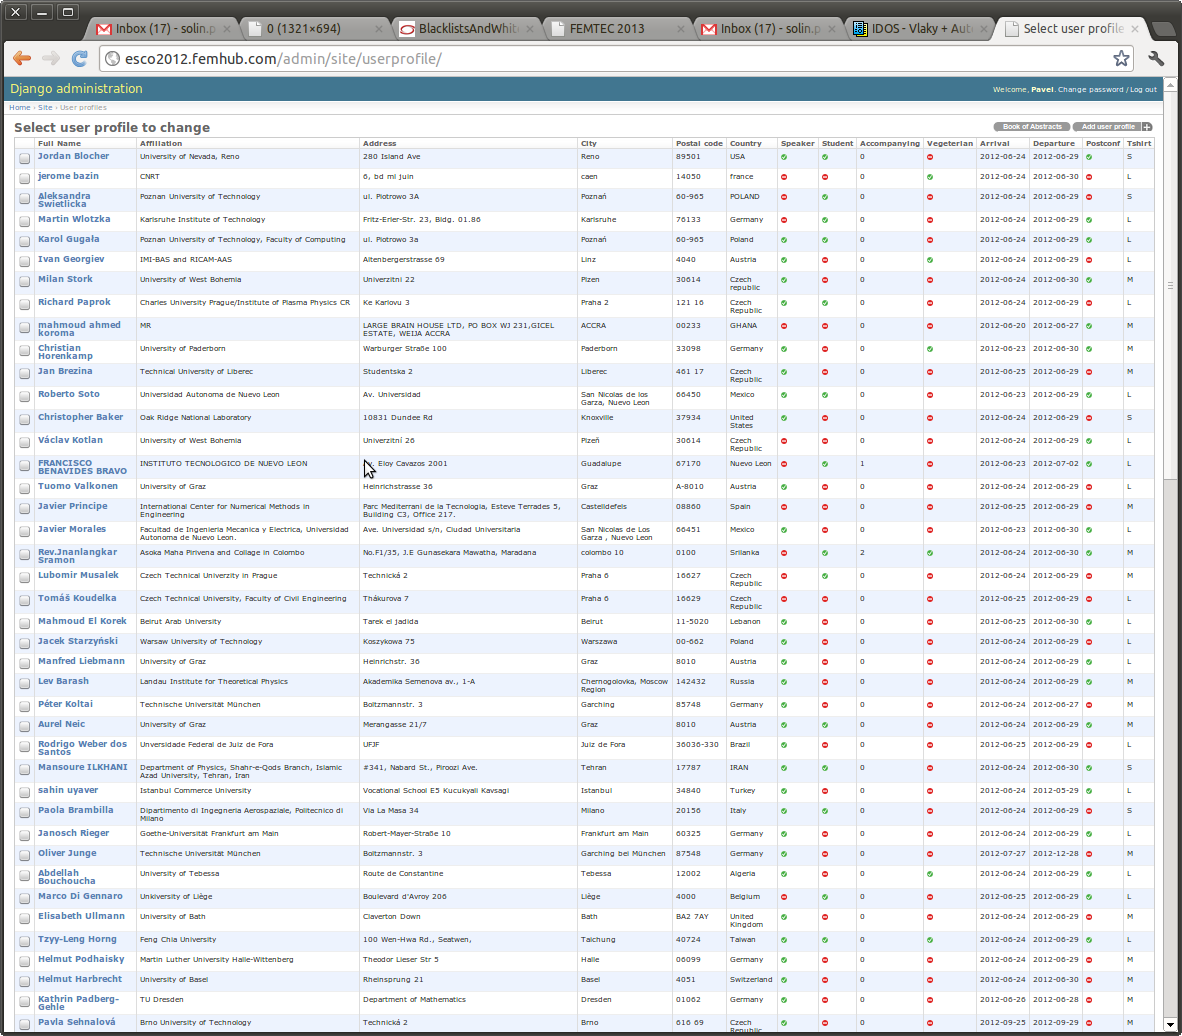 Inbox (17) - solin.p
0 (1321×694)
BlacklistsAndWhit
FEMTEC 2013
Inbox (17) - solin.p
IDOS - Vlaky + Aut
Select user profile
esco2012.femhub.com/admin/site/userprofile/
Django administration
Welcome, Pavel. Change password / Log out
Home › Site › User profiles
Select user profile to change
Book of Abstracts
Add user profile
Full Name Affiliation Address City Postal code Country Speaker Student Accompanying Vegeterian Arrival Departure Postconf Tshirt
Jordan Blocher University of Nevada, Reno 280 Island Ave Reno 89501 USA 0 2012-06-24 2012-06-29 S
jerome bazin CNRT 6, bd ml juin caen 14050 france 0 2012-06-24 2012-06-30 L
Aleksandra Poznan University of Technology ul. Piotrowo 3A Poznań 60-965 POLAND 0 2012-06-24 2012-06-29 S
Swietlicka
Martin Wlotzka Karlsruhe Institute of Technology Fritz-Erler-Str. 23, Bldg. 01.86 Karlsruhe 76133 Germany 0 2012-06-24 2012-06-29 L
Karol Gugała Poznan University of Technology, Faculty of Computing ul. Piotrowo 3a Poznań 60-965 Poland 0 2012-06-24 2012-06-29 L
Ivan Georgiev IMI-BAS and RICAM-AAS Altenbergerstrasse 69 Linz 4040 Austria 0 2012-06-24 2012-06-29 L
Milan Stork University of West Bohemia Univerzitni 22 Plzen 30614 Czech 0 2012-06-24 2012-06-30 M
republic
Richard Paprok Charles University Prague/Institute of Plasma Physics CR Ke Karlovu 3 Praha 2 121 16 Czech 0 2012-06-24 2012-06-29 L
Republic
mahmoud ahmed MR LARGE BRAIN HOUSE LTD, PO BOX WJ 231,GICEL ACCRA 00233 GHANA 0 2012-06-20 2012-06-27 M
koroma ESTATE, WEIJA ACCRA
Christian University of Paderborn Warburger Straße 100 Paderborn 33098 Germany 0 2012-06-23 2012-06-30 M
Horenkamp
Jan Brezina Technical University of Liberec Studentska 2 Liberec 461 17 Czech 0 2012-06-25 2012-06-29 M
Republic
Roberto Soto Universidad Autonoma de Nuevo Leon Av. Universidad San Nicolas de los 66450 Mexico 0 2012-06-23 2012-06-29 L
Garza, Nuevo Leon
Christopher Baker Oak Ridge National Laboratory 10831 Dundee Rd Knoxville 37934 United 0 2012-06-24 2012-06-29 S
States
Václav Kotlan University of West Bohemia Univerzitní 26 Plzeň 30614 Czech 0 2012-06-24 2012-06-29 L
Republic
FRANCISCO INSTITUTO TECNOLOGICO DE NUEVO LEON Eloy Cavazos 2001 Guadalupe 67170 Nuevo Leon 1 2012-06-23 2012-07-02 L
BENAVIDES BRAVO
Tuomo Valkonen University of Graz Heinrichstrasse 36 Graz A-8010 Austria 0 2012-06-24 2012-06-29 L
Javier Principe International Center for Numerical Methods in Parc Mediterrani de la Tecnologia, Esteve Terrades 5, Castelldefels 08860 Spain 0 2012-06-25 2012-06-29 M
Engineering Building C3, Office 217.
Javier Morales Facultad de Ingenieria Mecanica y Electrica, Universidad Ave. Universidad s/n, Ciudad Universitaria San Nicolas de Los 66451 Mexico 0 2012-06-23 2012-06-30 L
Autonoma de Nuevo Leon. Garza , Nuevo Leon
Rev.Jnanlangkar Asoka Maha Pirivena and Collage in Colombo No.F1/35, J.E Gunasekara Mawatha, Maradana colombo 10 0100 Srilanka 2 2012-06-24 2012-06-30 M
Sramon
Lubomir Musalek Czech Technical Univerzity in Prague Technická 2 Praha 6 16627 Czech 0 2012-06-24 2012-06-29 M
Republic
Tomáš Koudelka Czech Technical University, Faculty of Civil Engineering Thákurova 7 Praha 6 16629 Czech 0 2012-06-25 2012-06-29 L
Republic
Mahmoud El Korek Beirut Arab University Tarek el Jadida Beirut 11-5020 Lebanon 0 2012-06-25 2012-06-30 L
Jacek Starzyński Warsaw University of Technology Koszykowa 75 Warszawa 00-662 Poland 0 2012-06-24 2012-06-29 L
Manfred Liebmann University of Graz Heinrichstr. 36 Graz 8010 Austria 0 2012-06-24 2012-06-29 L
Lev Barash Landau Institute for Theoretical Physics Akademika Semenova av., 1-A Chernogolovka, Moscow 142432 Russia 0 2012-06-24 2012-06-29 M
Region
Péter Koltai Technische Universität München Boltzmannstr. 3 Garching 85748 Germany 0 2012-06-24 2012-06-27 M
Aurel Neic University of Graz Merangasse 21/7 Graz 8010 Austria 0 2012-06-24 2012-06-29 M
Rodrigo Weber dos Unversidade Federal de Juiz de Fora UFJF Juiz de Fora 36036-330 Brazil 0 2012-06-25 2012-06-29 L
Santos
Mansoure ILKHANI Department of Physics, Shahr-e-Qods Branch, Islamic #341, Nabard St., Piroozi Ave. Tehran 17787 IRAN 0 2012-06-24 2012-06-30 S
Azad University, Tehran, Iran
sahin uyaver Istanbul Commerce University Vocational School E5 Kucukyali Kavsagi Istanbul 34840 Turkey 0 2012-06-24 2012-05-29 L
Paola Brambilla Dipartimento di Ingegneria Aerospaziale, Politecnico di Via La Masa 34 Milano 20156 Italy 0 2012-06-24 2012-06-29 S
Milano
Janosch Rieger Goethe-Universität Frankfurt am Main Robert-Mayer-Straße 10 Frankfurt am Main 60325 Germany 0 2012-06-24 2012-06-29 L
Oliver Junge Technische Universität München Boltzmannstr. 3 Garching bei München 87548 Germany 0 2012-07-27 2012-12-28 M
Abdellah University of Tebessa Route de Constantine Tebessa 12002 Algeria 0 2012-06-24 2012-06-29 L
Bouchoucha
Marco Di Gennaro Unkiversity of Liège Boulevard d'Avroy 206 Liège 4000 Belgium 0 2012-06-25 2012-06-29 L
Elisabeth Ullmann University of Bath Claverton Down Bath BA2 7AY United 0 2012-06-24 2012-06-29 M
Kingdom
Tzyy-Leng Horng Feng Chia University 100 Wen-Hwa Rd., Seatwen, Taichung 40724 Taiwan 0 2012-06-24 2012-06-29 L
Helmut Podhaisky Martin Luther University Halle-Wittenberg Theodor Lieser Str 5 Halle 06099 Germany 0 2012-06-24 2012-06-29 M
Helmut Harbrecht University of Basel Rheinsprung 21 Basel 4051 Switzerland 0 2012-06-24 2012-06-30 M
Kathrin Padberg- TU Dresden Department of Mathematics Dresden 01062 Germany 0 2012-06-26 2012-06-28 M
Gehle
Pavla Sehnalová Brno University of Technology Technická 2 Brno 616 69 Czech 0 2012-09-25 2012-06-29 M
Republic